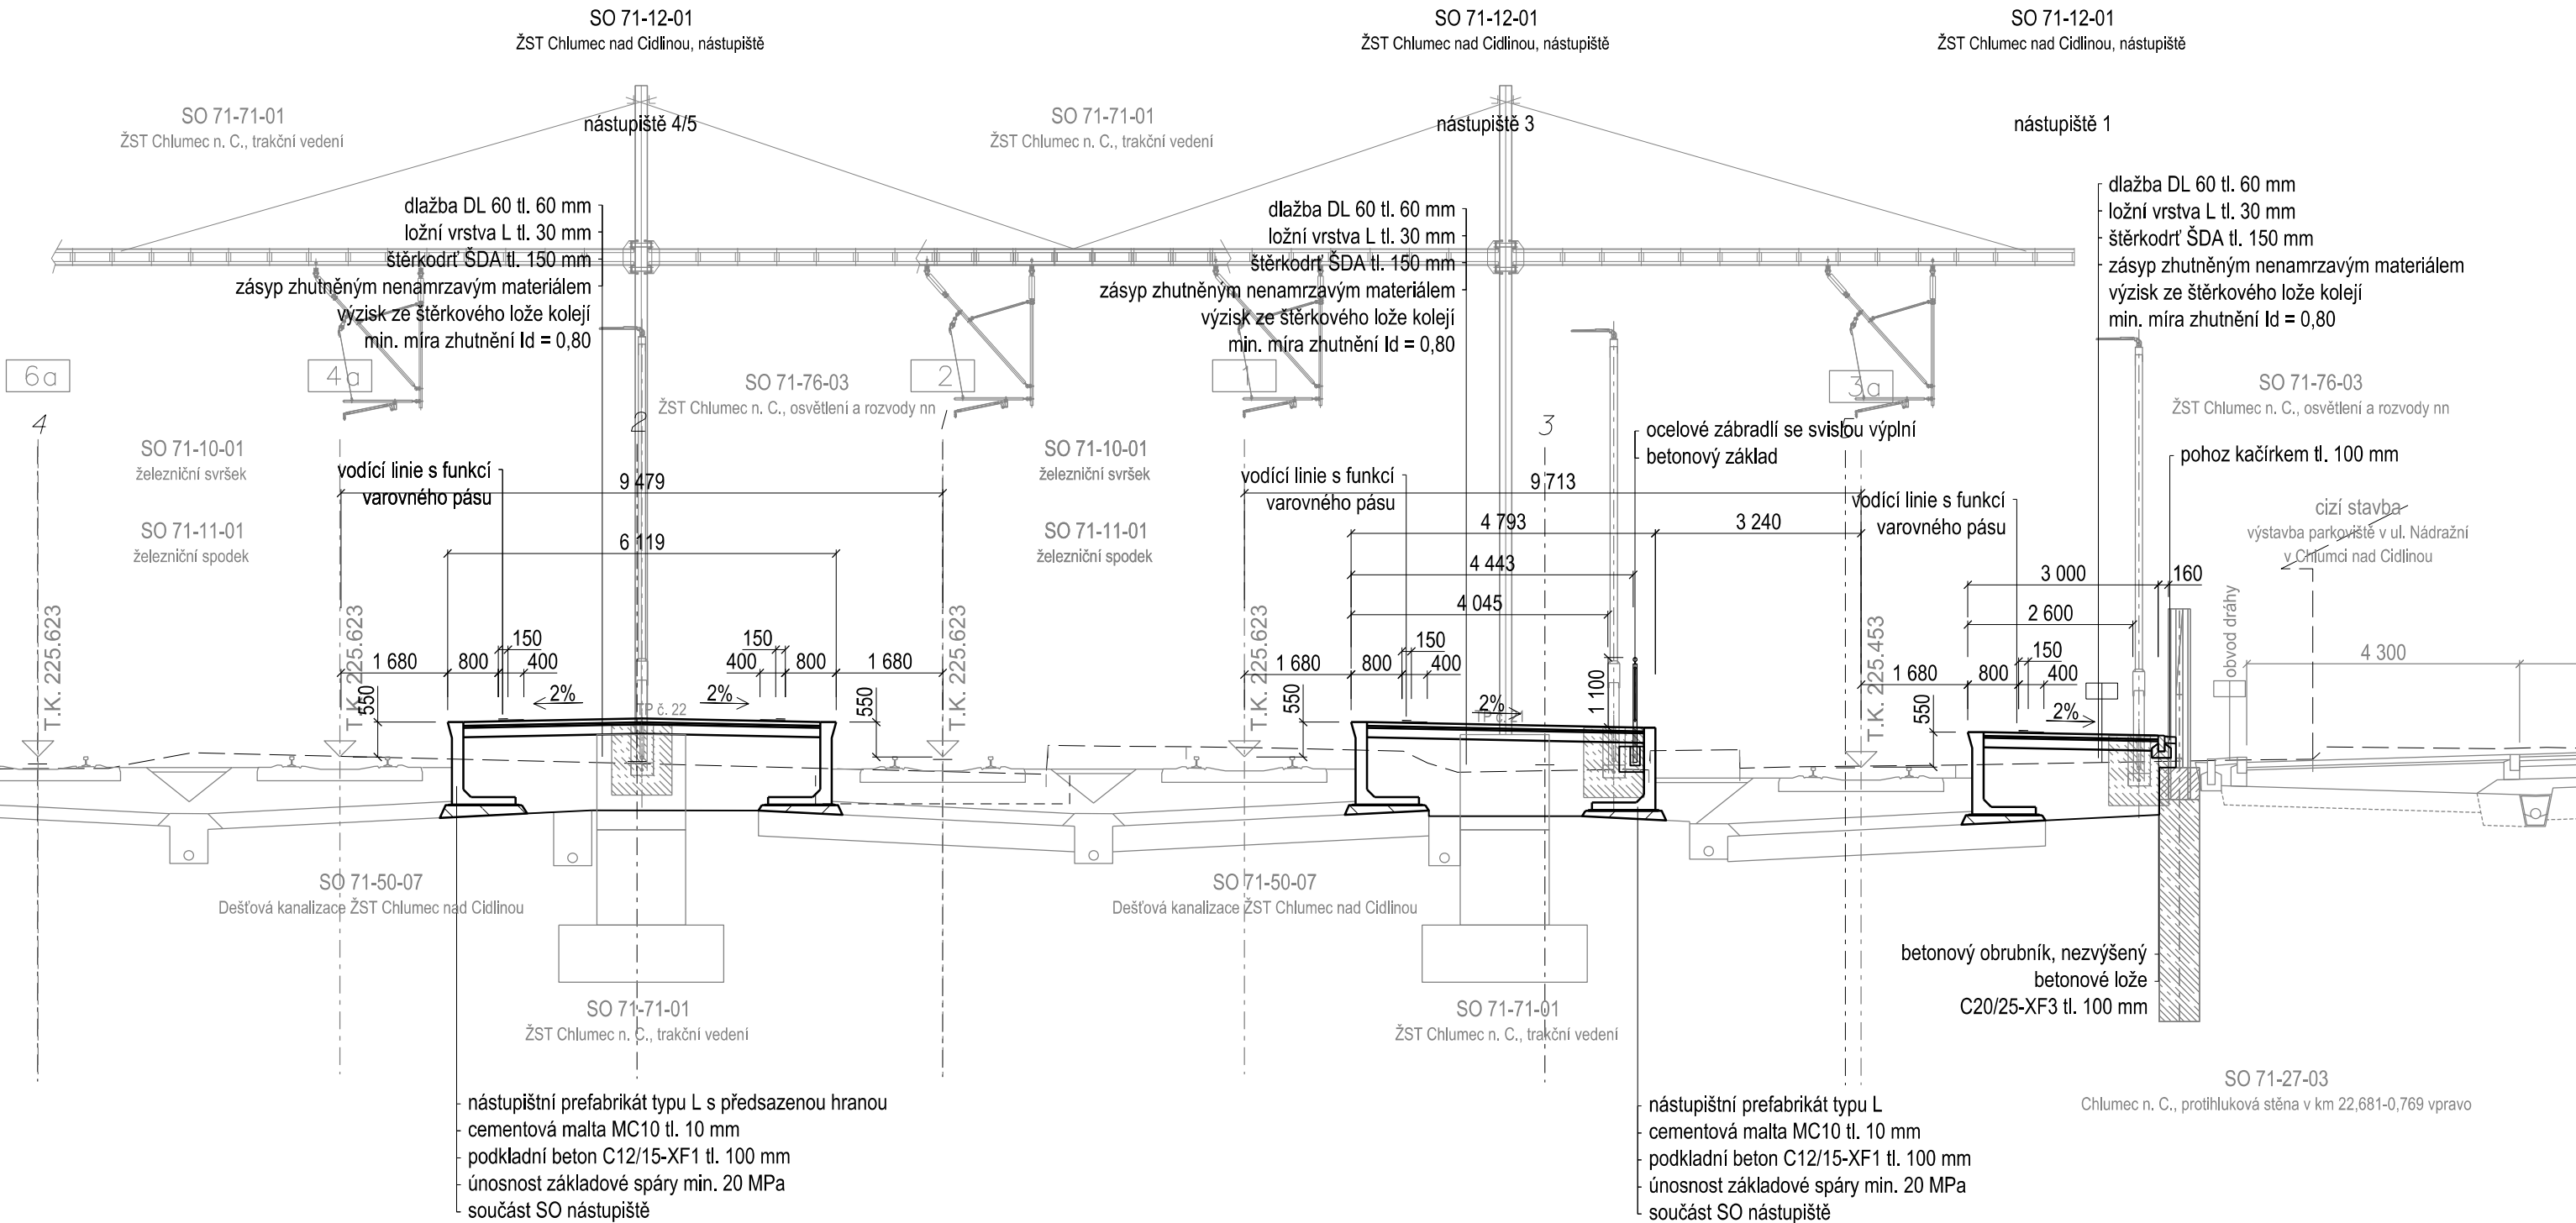 SO 71-12-01
ŽST Chlumec nad Cidlinou, nástupiště
SO 71-12-01
ŽST Chlumec nad Cidlinou, nástupiště
SO 71-12-01
ŽST Chlumec nad Cidlinou, nástupiště
SO 71-71-01
ŽST Chlumec n. C., trakční vedení
nástupiště 4/5
SO 71-71-01
ŽST Chlumec n. C., trakční vedení
nástupiště 3
nástupiště 1
dlažba DL 60 tl. 60 mm
ložní vrstva L tl. 30 mm
štěrkodrť ŠDA tl. 150 mm
zásyp zhutněným nenamrzavým materiálem
výzisk ze štěrkového lože kolejí
min. míra zhutnění Id = 0,80
dlažba DL 60 tl. 60 mm
ložní vrstva L tl. 30 mm
štěrkodrť ŠDA tl. 150 mm
zásyp zhutněným nenamrzavým materiálem
výzisk ze štěrkového lože kolejí
min. míra zhutnění Id = 0,80
dlažba DL 60 tl. 60 mm
ložní vrstva L tl. 30 mm
štěrkodrť ŠDA tl. 150 mm
zásyp zhutněným nenamrzavým materiálem
výzisk ze štěrkového lože kolejí
min. míra zhutnění Id = 0,80
6a
4a
2
1
3a
SO 71-76-03
ŽST Chlumec n. C., osvětlení a rozvody nn
SO 71-76-03
ŽST Chlumec n. C., osvětlení a rozvody nn
4
2
3
5
SO 71-10-01
železniční svršek
SO 71-11-01
železniční spodek
SO 71-10-01
železniční svršek
SO 71-11-01
železniční spodek
vodící linie s funkcí
varovného pásu
vodící linie s funkcí
varovného pásu
vodící linie s funkcí
varovného pásu
ocelové zábradlí se svislou výplní
betonový základ
pohoz kačírkem tl. 100 mm
cizí stavba
výstavba parkoviště v ul. Nádražní
v Chlumci nad Cidlinou
obvod dráhy
9 479
6 119
1 680
800
150
400
150
400
800
1 680
550
550
2%
2%
TP č. 22
T.K. 225.623
T.K. 225.623
T.K. 225.623
T.K. 225.623
T.K. 225.453
9 713
4 793
3 240
4 443
4 045
1 680
800
150
400
550
2%
1 100
3 000
160
2 600
1 680
800
150
400
550
2%
4 300
SO 71-50-07
Dešťová kanalizace ŽST Chlumec nad Cidlinou
SO 71-50-07
Dešťová kanalizace ŽST Chlumec nad Cidlinou
SO 71-71-01
ŽST Chlumec n. C., trakční vedení
SO 71-71-01
ŽST Chlumec n. C., trakční vedení
betonový obrubník, nezvýšený
betonové lože
C20/25-XF3 tl. 100 mm
SO 71-27-03
Chlumec n. C., protihluková stěna v km 22,681-0,769 vpravo
nástupištní prefabrikát typu L s předsazenou hranou
cementová malta MC10 tl. 10 mm
podkladní beton C12/15-XF1 tl. 100 mm
únosnost základové spáry min. 20 MPa
součást SO nástupiště
nástupištní prefabrikát typu L
cementová malta MC10 tl. 10 mm
podkladní beton C12/15-XF1 tl. 100 mm
únosnost základové spáry min. 20 MPa
součást SO nástupiště